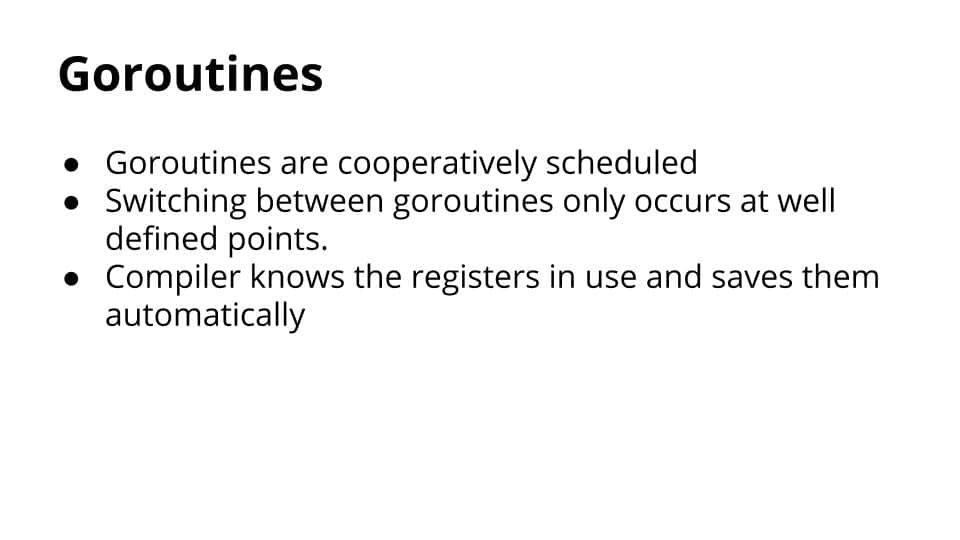 Goroutines
● Goroutines are cooperatively scheduled
● Switching between goroutines only occurs at well
defined points.
● Compiler knows the registers in use and saves them
automatically